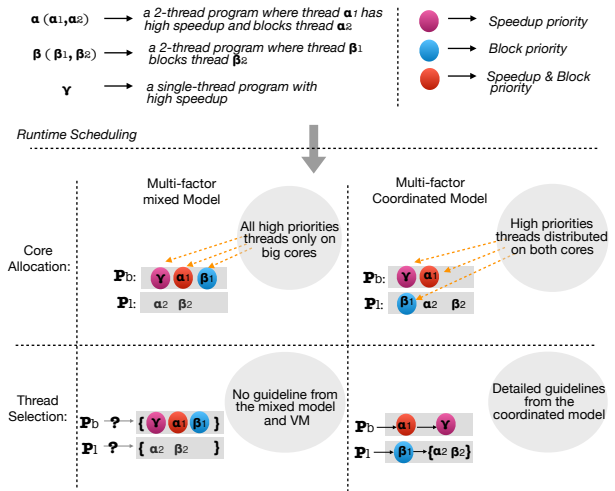 α (α1,α2) a 2-thread program where thread α1 has
high speedup and blocks thread α2
β (β1, β2) a 2-thread program where thread β1
blocks thread β2
γ a single-thread program with
high speedup
Speedup priority
Block priority
Speedup & Block
priority
Runtime Scheduling
Multi-factor
mixed Model
Multi-factor
Coordinated Model
All high priorities
threads only on
big cores
High priorities
threads distributed
on both cores
Core
Allocation:
Pb: γ α1 β1
Pl: α2 β2
Pb: γ α1
Pl: β1 α2 β2
No guideline from
the mixed model
and VM
Detailed guidelines
from the
coordinated model
Thread
Selection:
Pb ? { γ α1 β1 }
Pl ? { α2 β2 }
Pb α1 γ
Pl β1 {α2 β2}